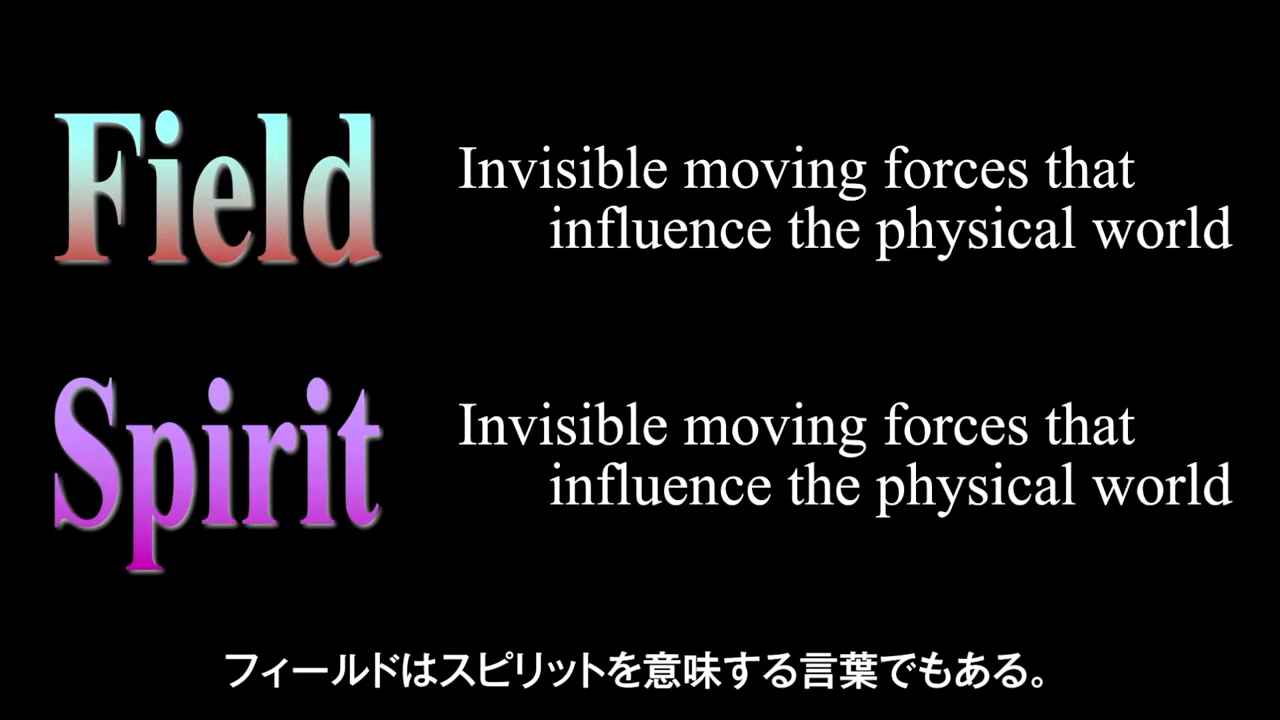 Field
Invisible moving forces that
influence the physical world
Spirit
Invisible moving forces that
influence the physical world
フィールドはスピリットを意味する言葉でもある。